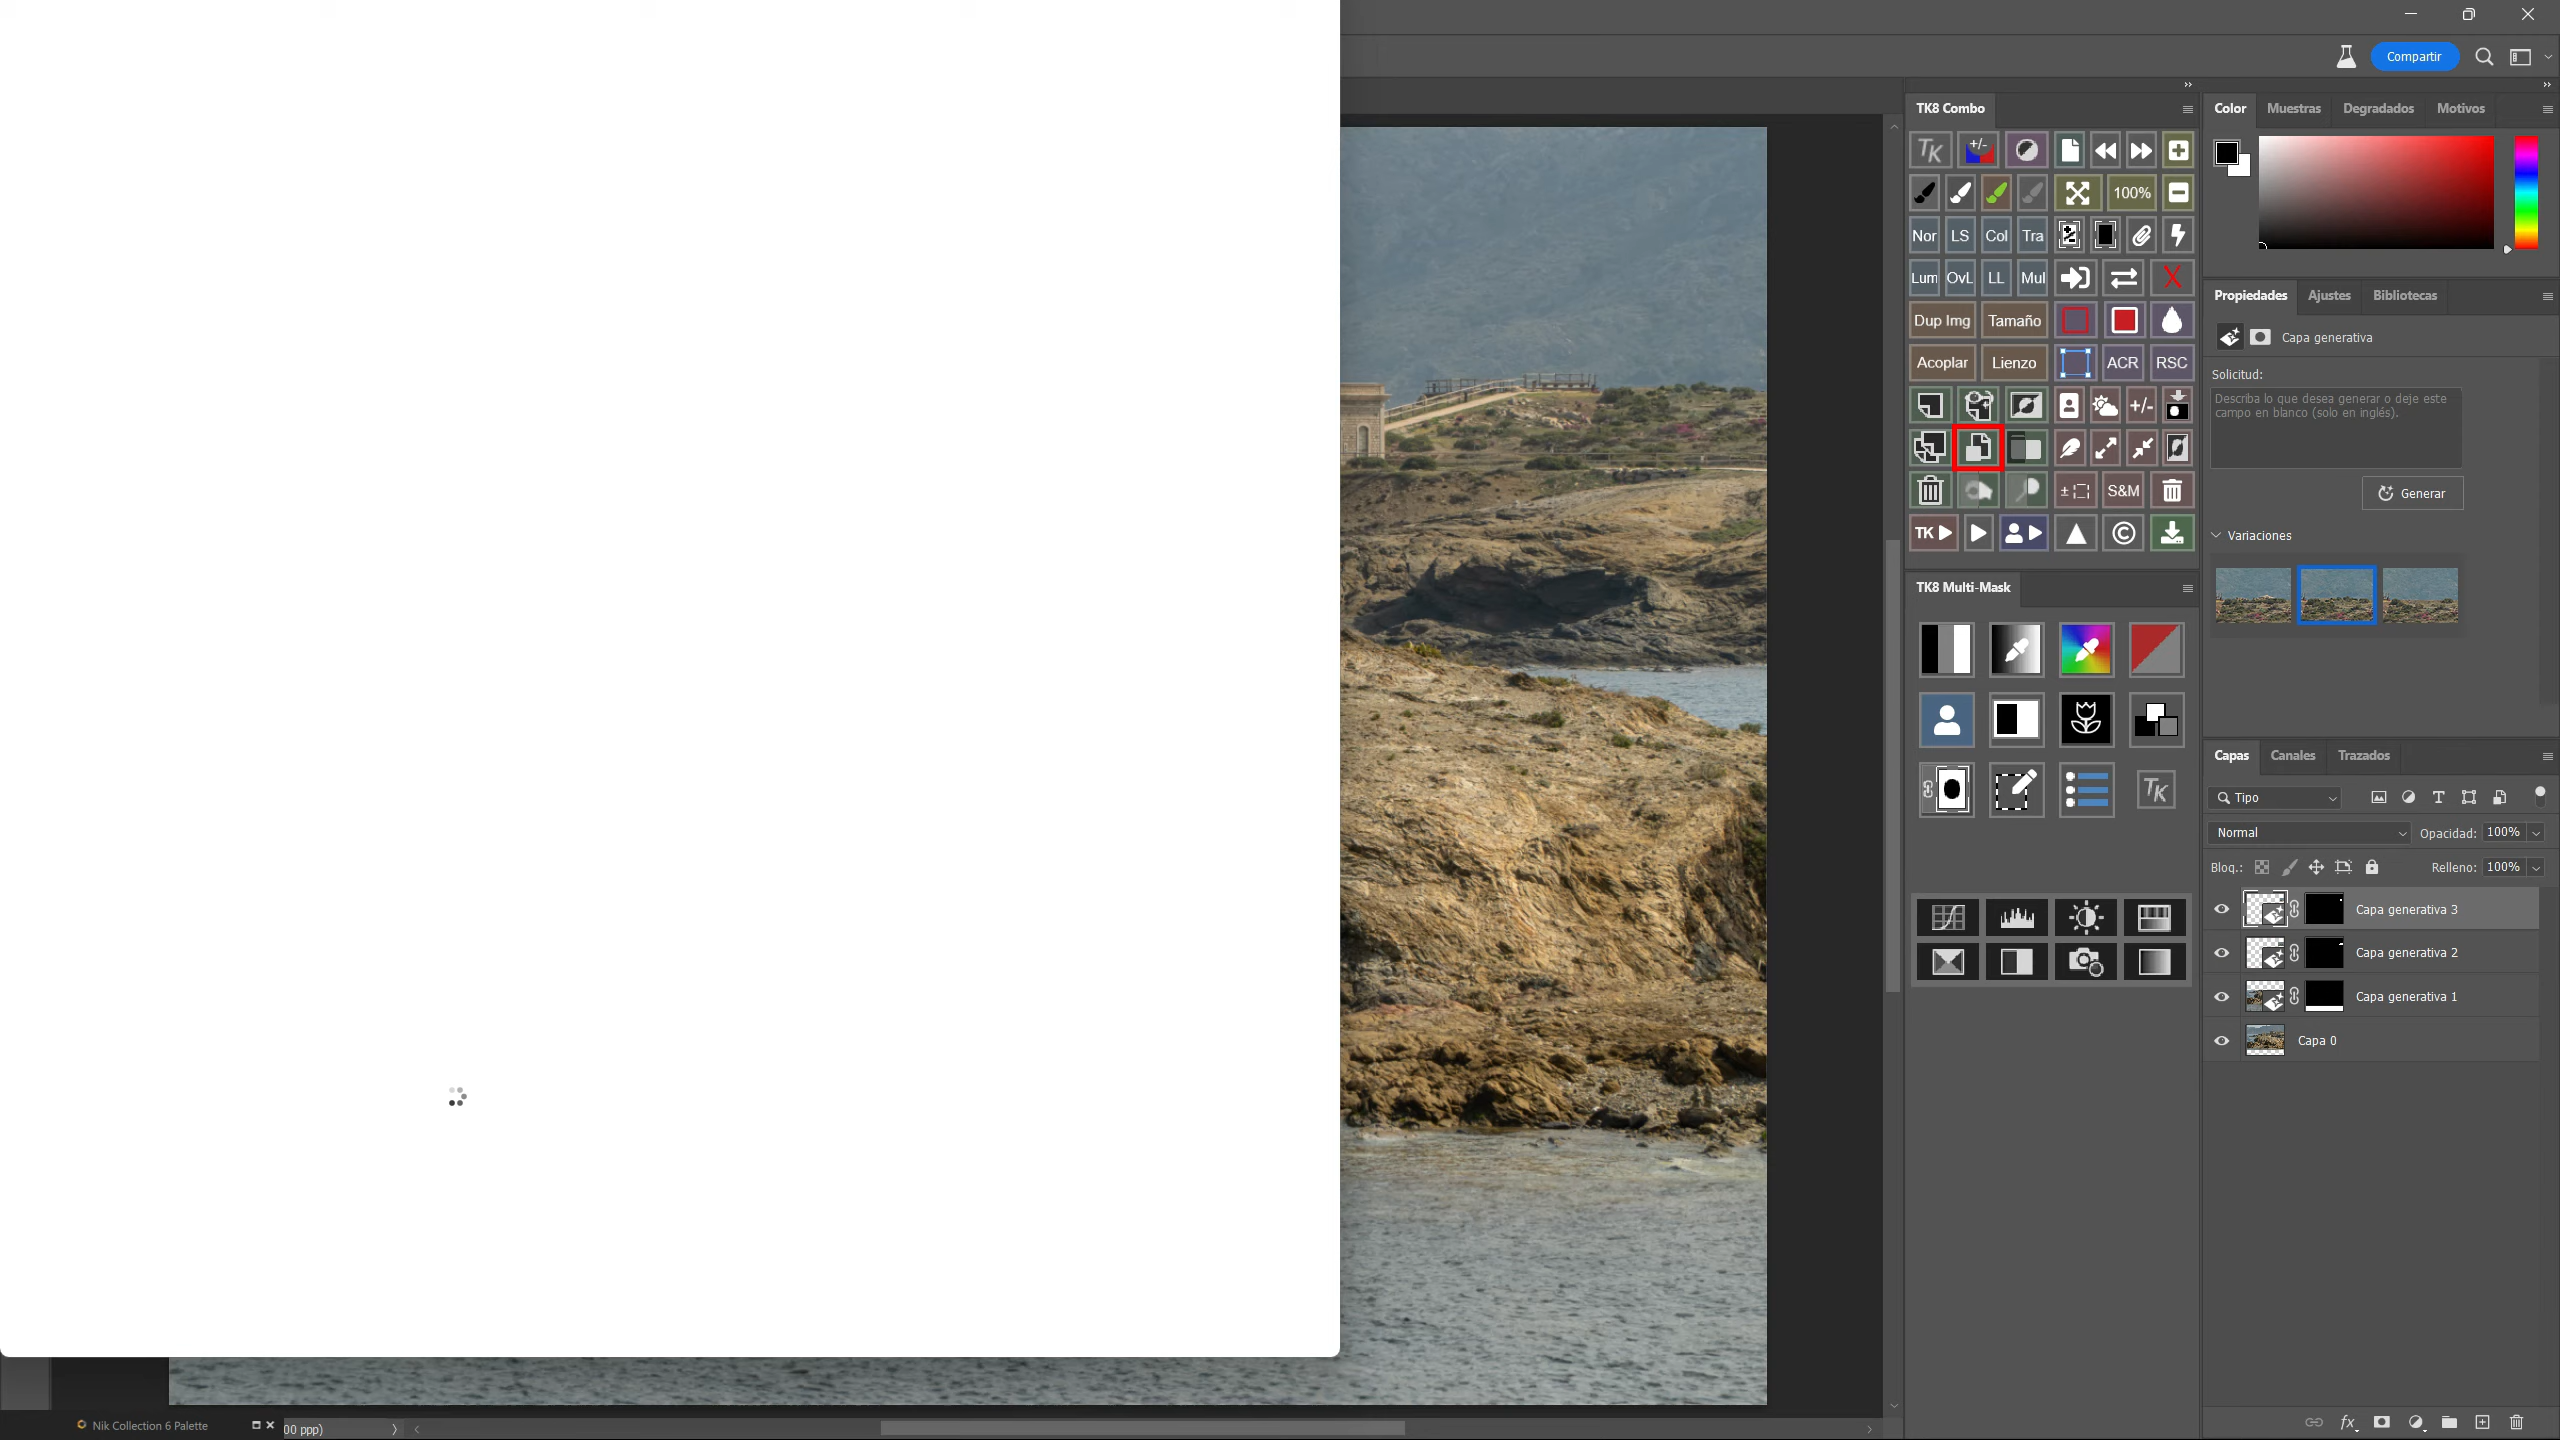 Compartir
TK8 Combo
TK
+/-
100%
Nor
LS
Col
Tra
Lum
OvL
LL
Mul
X
Dup Img
Tamaño
Acoplar
Lienzo
ACR
RSC
+/-
S&M
TK
©
TK8 Multi-Mask
TK
Color
Muestras
Degradados
Motivos
Propiedades
Ajustes
Bibliotecas
Capa generativa
Solicitud:
Describa lo que desea generar o deje este
campo en blanco (solo en inglés).
Generar
Variaciones
Capas
Canales
Trazados
Tipo
T
Normal
Opacidad:
100%
Bloq.:
Relleno:
100%
Capa generativa 3
Capa generativa 2
Capa generativa 1
Capa 0
fx
Nik Collection 6 Palette
00 ppp)